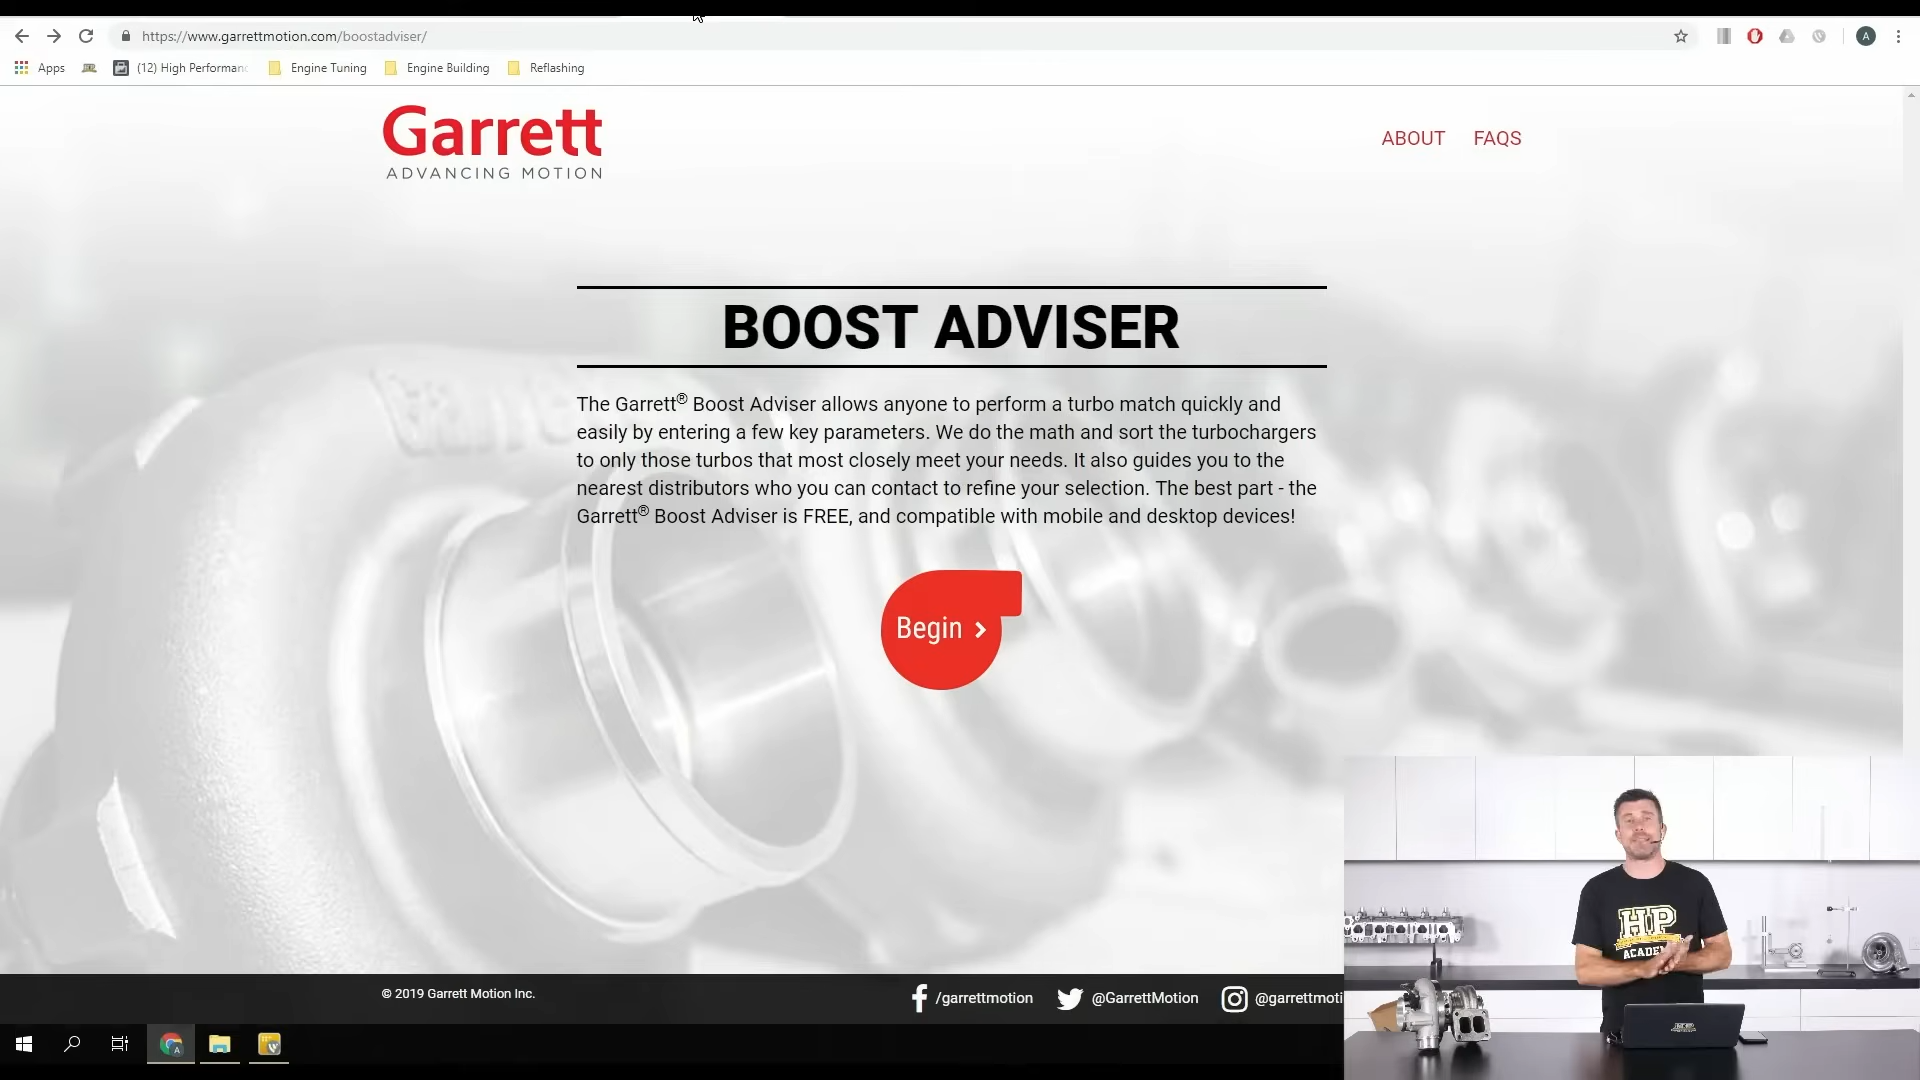 https://www.garrettmotion.com/boostadviser/
A
Apps
(12) High Performanc
Engine Tuning
Engine Building
Reflashing
Garrett
ADVANCING MOTION
ABOUT
FAQS
BOOST ADVISER
The Garrett® Boost Adviser allows anyone to perform a turbo match quickly and
easily by entering a few key parameters. We do the math and sort the turbochargers
to only those turbos that most closely meet your needs. It also guides you to the
nearest distributors who you can contact to refine your selection. The best part - the
Garrett® Boost Adviser is FREE, and compatible with mobile and desktop devices!
Begin
HP
ACADEM
© 2019 Garrett Motion Inc.
/garrettmotion
@GarrettMotion
@garrettmoti